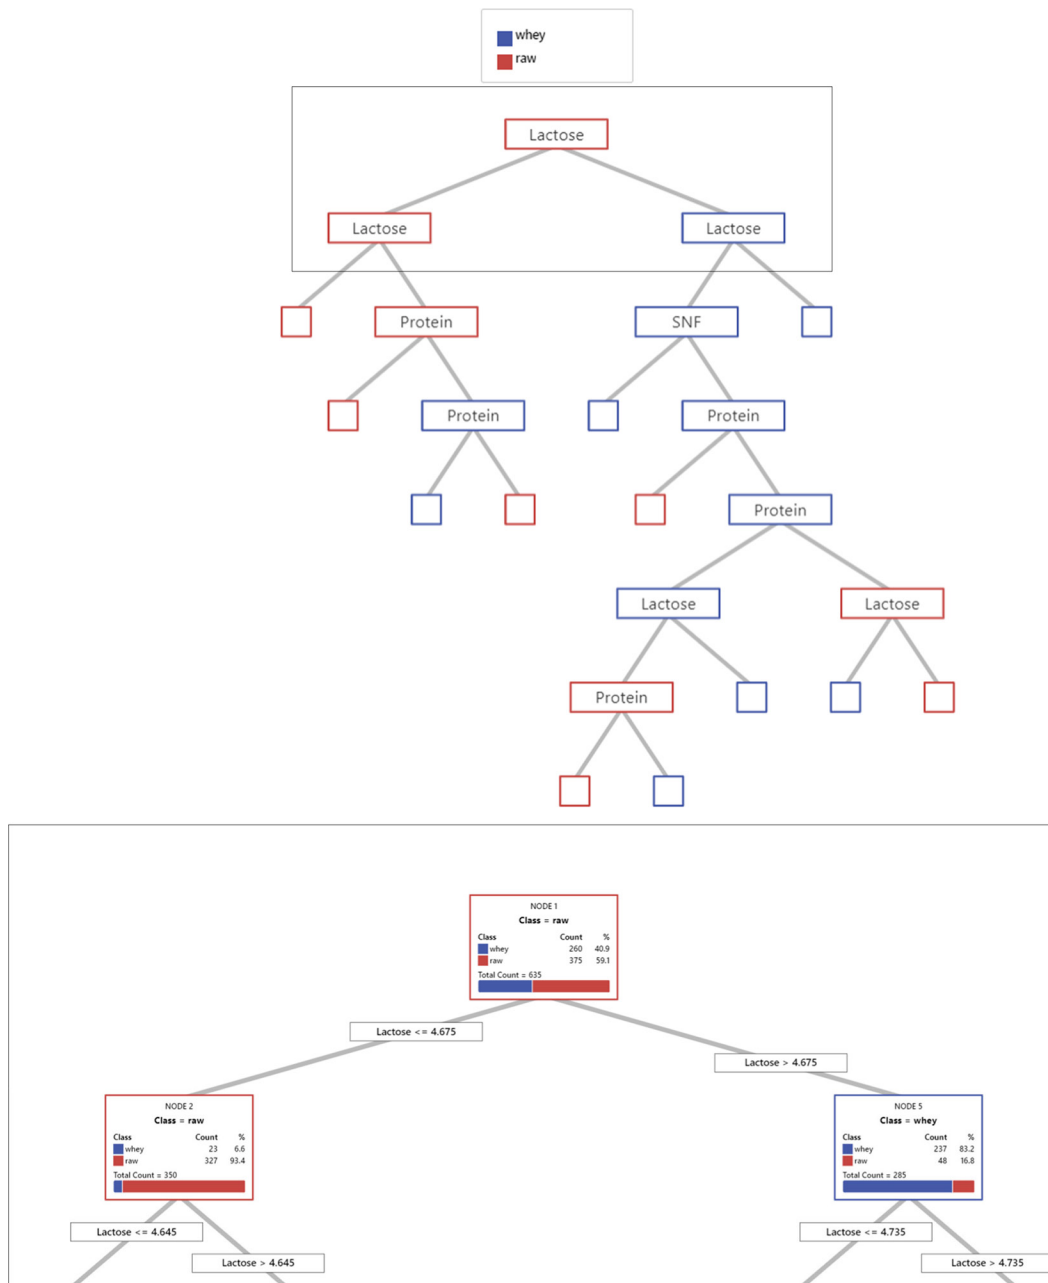 whey
raw
Lactose
Lactose Lactose
Protein SNF
Protein Protein
Protein
Lactose Lactose
Protein
NODE 1
Class = raw
Class Count %
whey 260 40.9
raw 375 59.1
Total Count = 635
Lactose <= 4.675
Lactose > 4.675
NODE 2
Class = raw
Class Count %
whey 23 6.6
raw 327 93.4
Total Count = 350
NODE 5
Class = whey
Class Count %
whey 237 83.2
raw 48 16.8
Total Count = 285
Lactose <= 4.645
Lactose > 4.645
Lactose <= 4.735
Lactose > 4.735